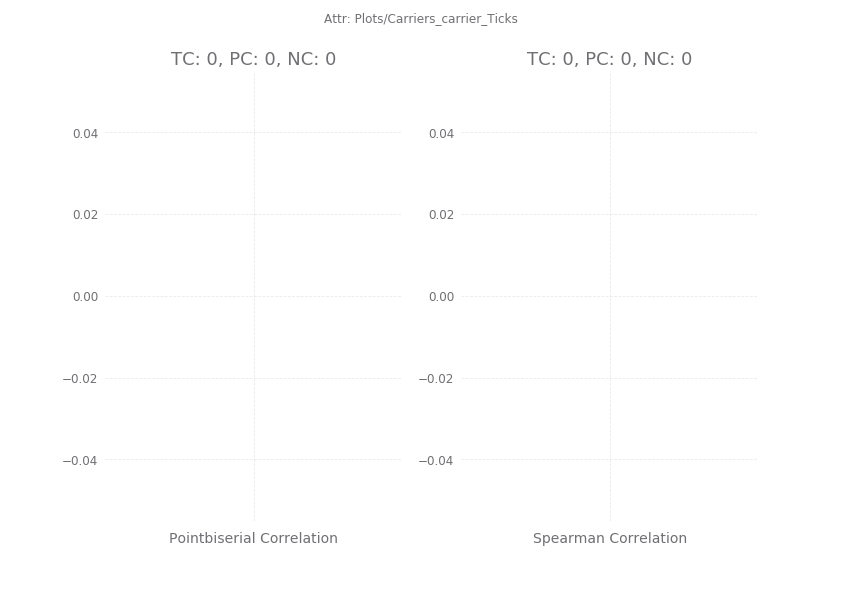 Attr: Plots/Carriers_carrier_Ticks
TC: 0, PC: 0, NC: 0
0.04
0.02
0.00
−0.02
−0.04
Pointbiserial Correlation
TC: 0, PC: 0, NC: 0
0.04
0.02
0.00
−0.02
−0.04
Spearman Correlation